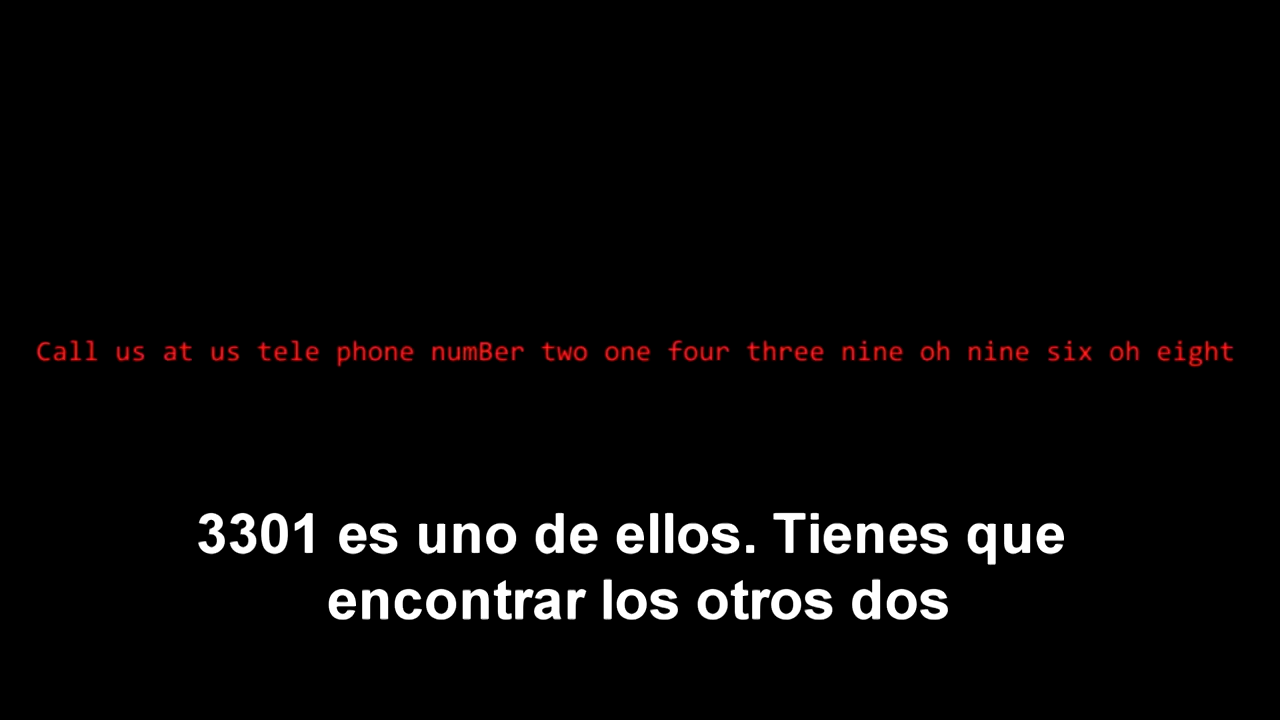 Call us at us tele phone numBer two one four three nine oh nine six oh eight
3301 es uno de ellos. Tienes que
encontrar los otros dos